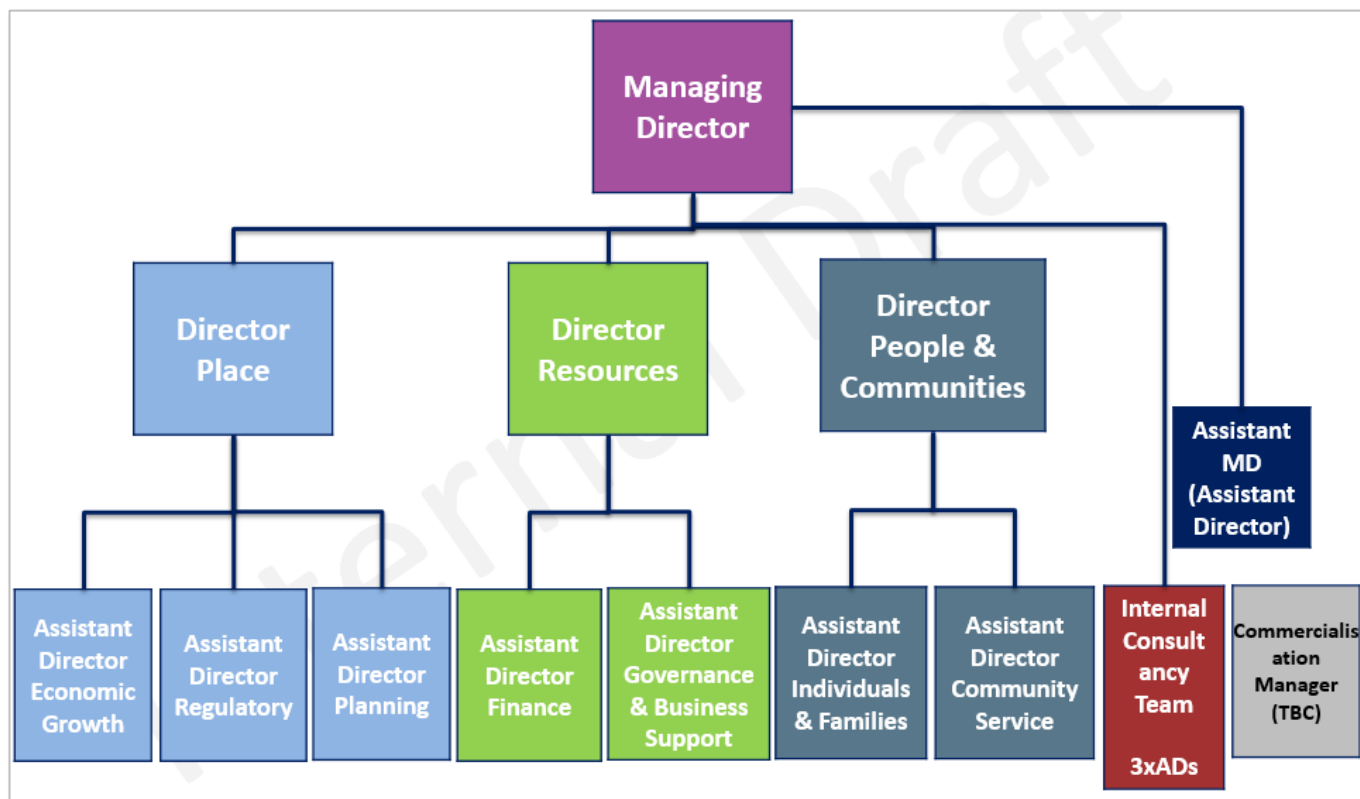 Managing
Director
Director
Place
Director
Resources
Director
People &
Communities
Assistant
MD
(Assistant
Director)
Assistant
Director
Economic
Growth
Assistant
Director
Regulatory
Assistant
Director
Planning
Assistant
Director
Finance
Assistant
Director
Governance
& Business
Support
Assistant
Director
Individuals
& Families
Assistant
Director
Community
Service
Internal
Consult
ancy
Team
3xADs
Commercialis
ation
Manager
(TBC)
Internal Draft